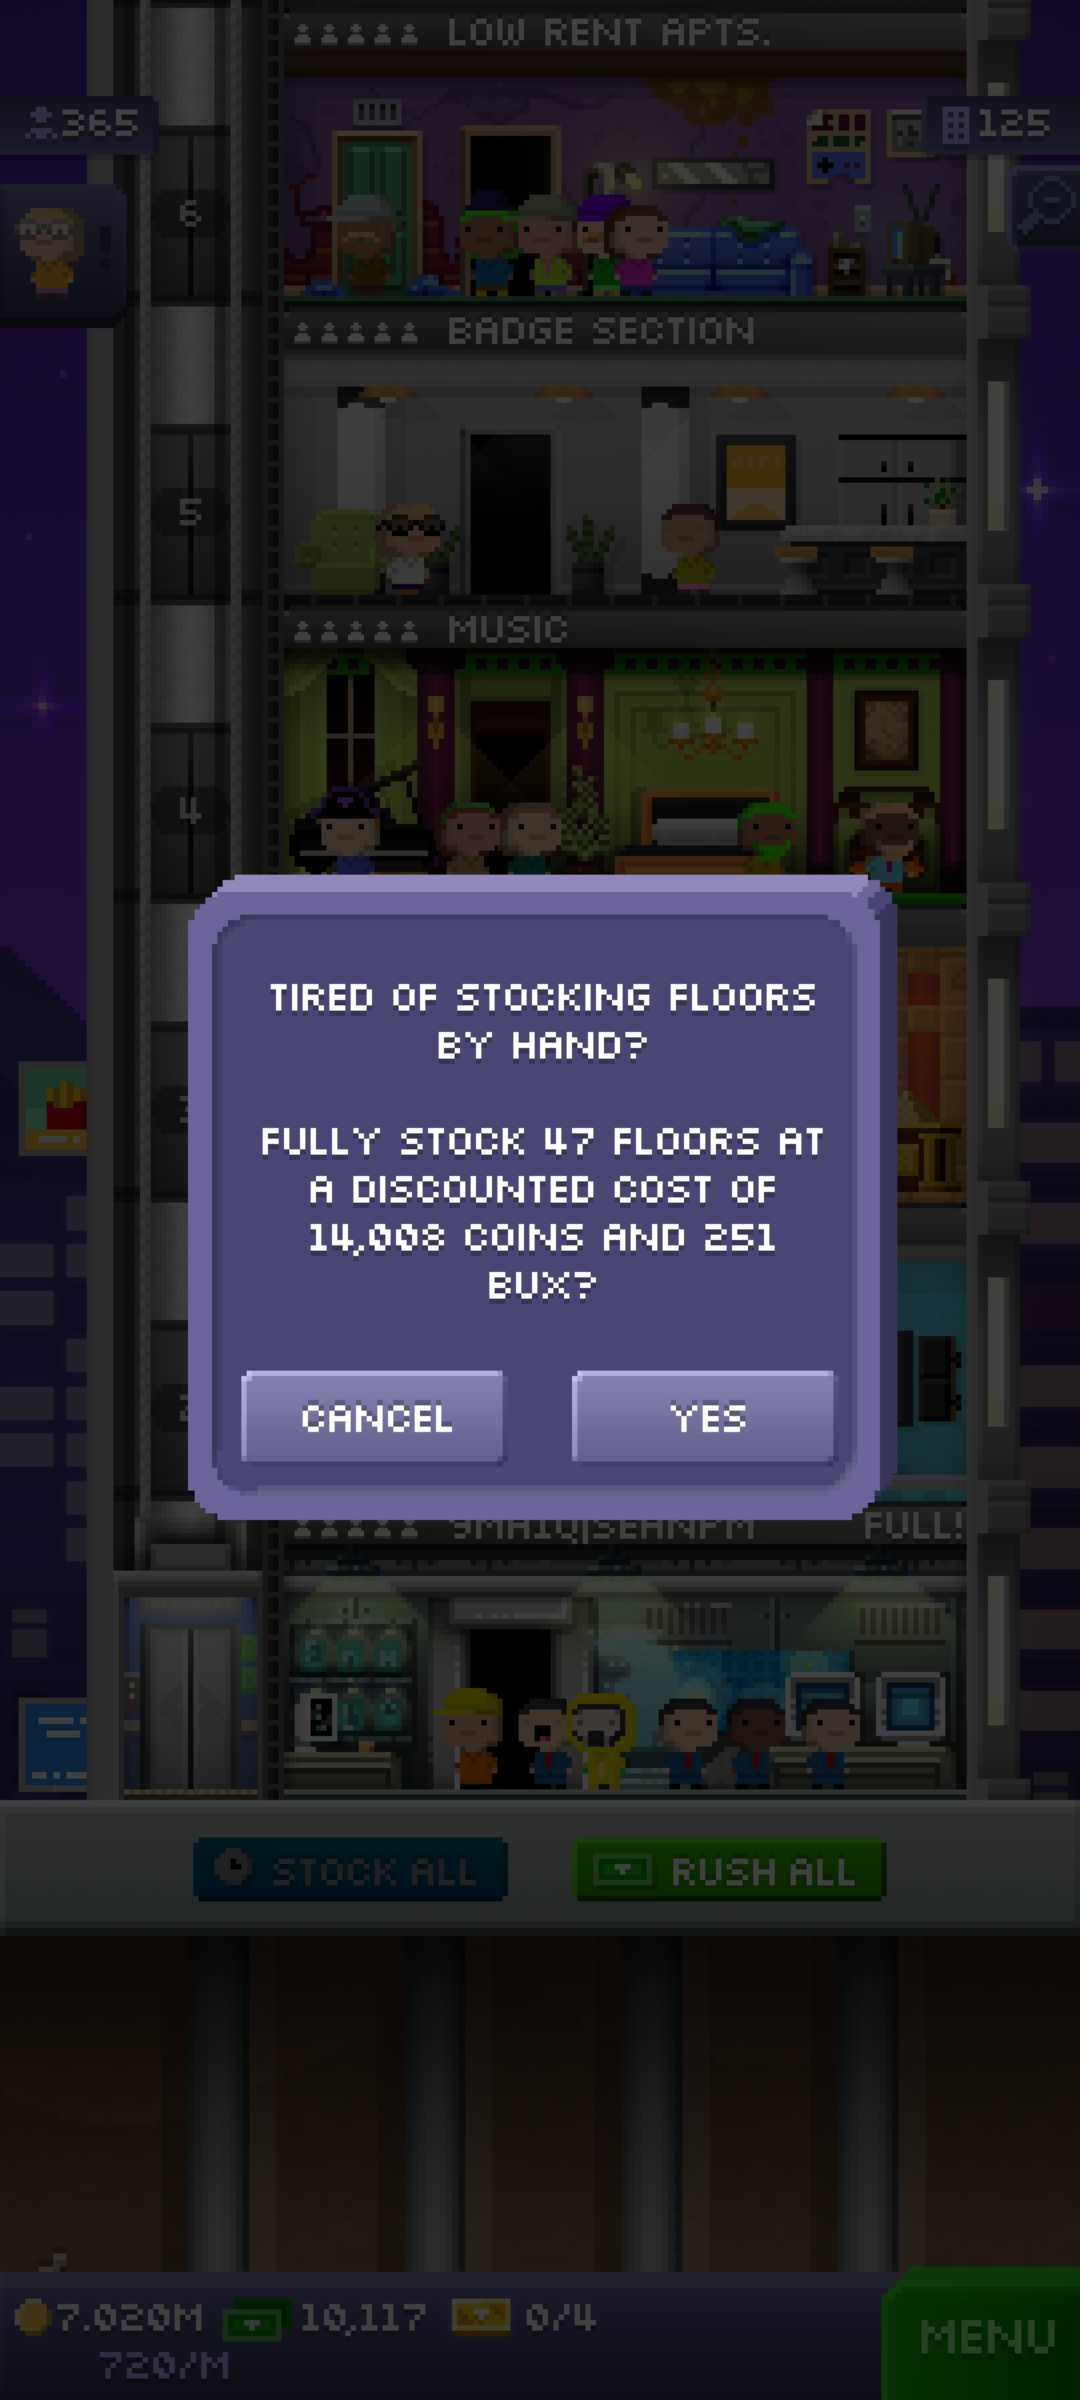 LOW RENT APTS.
365
125
6
BADGE SECTION
5
MUSIC
4
TIRED OF STOCKING FLOORS
BY HAND?
FULLY STOCK 47 FLOORS AT
A DISCOUNTED COST OF
14,008 COINS AND 251
BUX?
CANCEL
YES
FULL!
STOCK ALL
RUSH ALL
7.020M
10,117
0/4
720/M
MENU